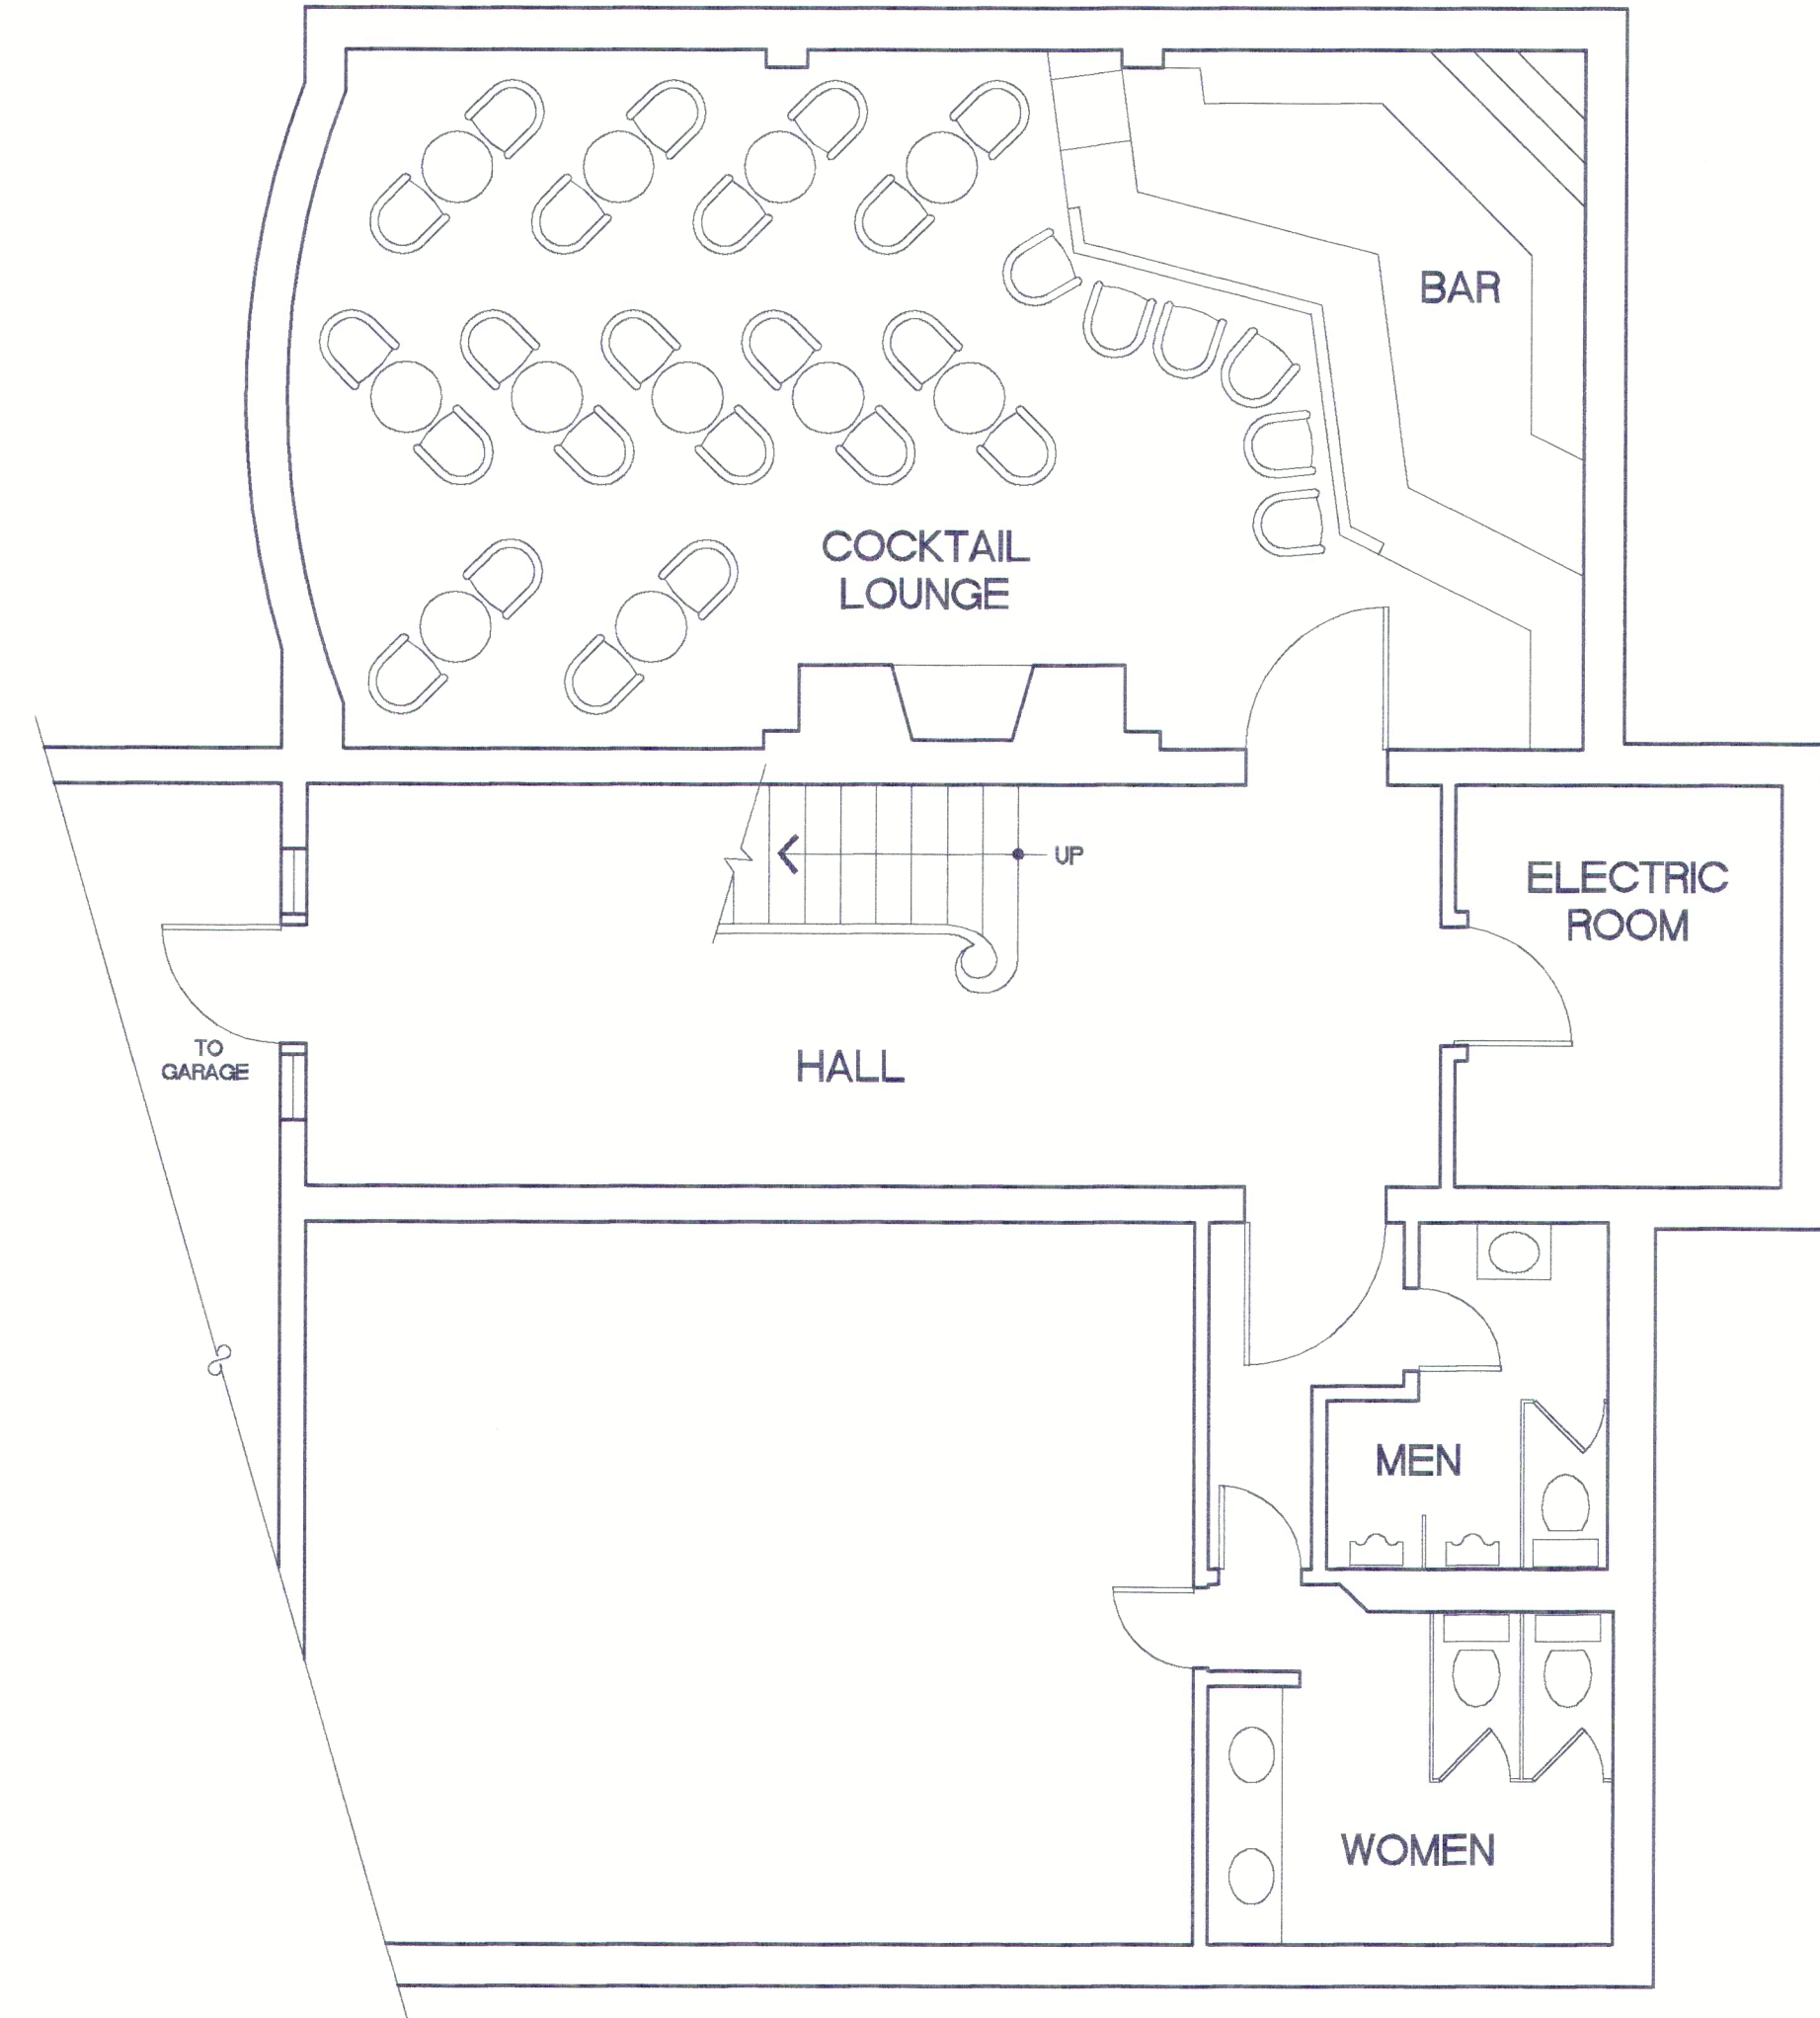 BAR
COCKTAIL
LOUNGE
UP
ELECTRIC
ROOM
TO
GARAGE
HALL
MEN
WOMEN